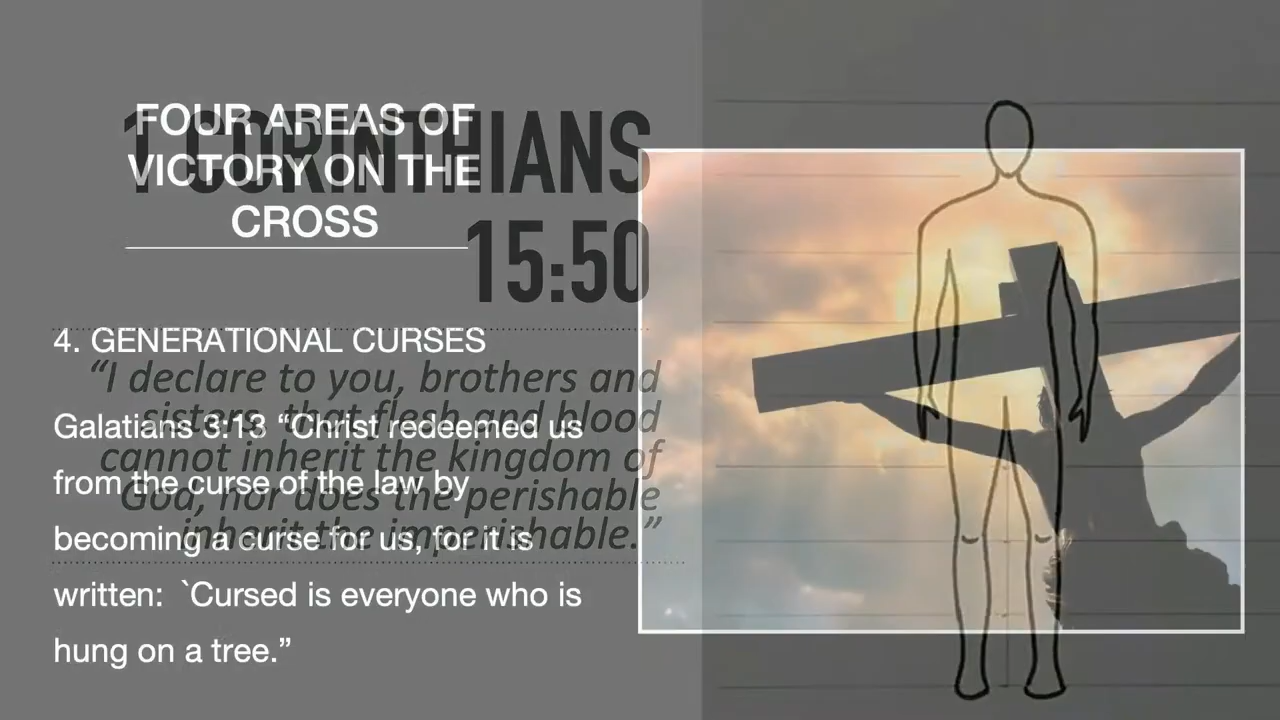 FOUR AREAS OF
VICTORY ON THE
CROSS
4. GENERATIONAL CURSES
Galatians 3:13 “Christ redeemed us
from the curse of the law by
becoming a curse for us, for it is
written:  `Cursed is everyone who is
hung on a tree.”
1 CORINTHIANS
15:50
“I declare to you, brothers and
sisters, that flesh and blood
cannot inherit the kingdom of
God, nor does the perishable
inherit the imperishable.”